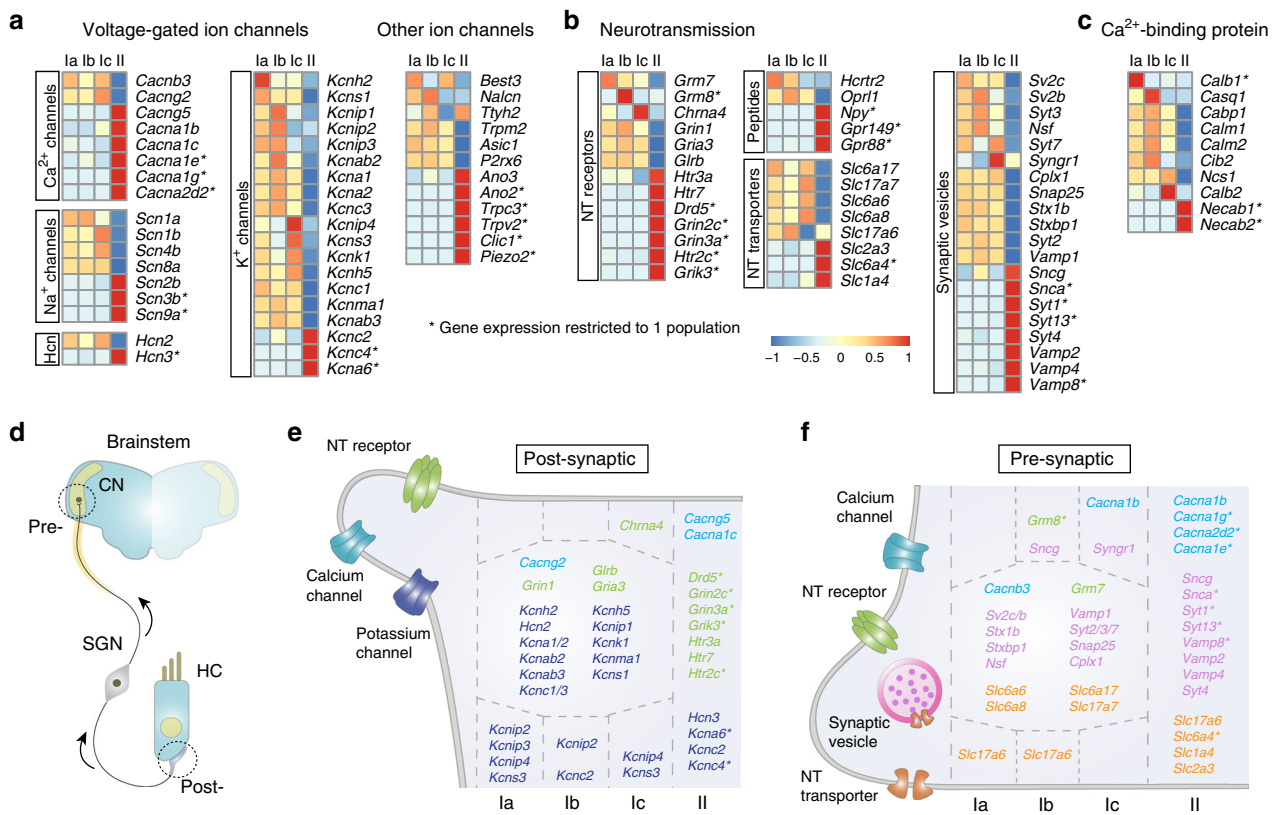 a
Voltage-gated ion channels
Other ion channels
Ia Ib Ic II
Ca2+ channels
Cacnb3
Cacng2
Cacng5
Cacna1b
Cacna1c
Cacna1e*
Cacna1g*
Cacna2d2*
Na+ channels
Scn1a
Scn1b
Scn4b
Scn8a
Scn2b
Scn3b*
Scn9a*
Hcn
Hcn2
Hcn3*
Ia Ib Ic II
K+ channels
Kcnh2
Kcns1
Kcnip1
Kcnip2
Kcnip3
Kcnab2
Kcna1
Kcna2
Kcnc3
Kcnip4
Kcns3
Kcnk1
Kcnh5
Kcnc1
Kcnma1
Kcnab3
Kcnc2
Kcnc4*
Kcna6*
Ia Ib Ic II
Best3
Nalcn
Ttyh2
Trpm2
Asic1
P2rx6
Ano3
Ano2*
Trpc3*
Trpv2*
Clic1*
Piezo2*
b
Neurotransmission
Ia Ib Ic II
NT receptors
Grm7
Grm8*
Chrna4
Grin1
Gria3
Glrb
Htr3a
Htr7
Drd5*
Grin2c*
Grin3a*
Htr2c*
Grik3*
Ia Ib Ic II
Peptides
Hcrtr2
Oprl1
Npy*
Gpr149*
Gpr88*
NT transporters
Slc6a17
Slc17a7
Slc6a6
Slc6a8
Slc17a6
Slc2a3
Slc6a4*
Slc1a4
Ia Ib Ic II
Synaptic vesicles
Sv2c
Sv2b
Syt3
Nsf
Syt7
Syngr1
Cplx1
Snap25
Stx1b
Stxbp1
Syt2
Vamp1
Sncg
Snca*
Syt1*
Syt13*
Syt4
Vamp2
Vamp4
Vamp8*
* Gene expression restricted to 1 population
−1 −0.5 0 0.5 1
c
Ca2+-binding protein
Ia Ib Ic II
Calb1*
Casq1
Cabp1
Calm1
Calm2
Cib2
Ncs1
Calb2
Necab1*
Necab2*
d
Brainstem
CN
Pre-
SGN
HC
Post-
e
NT receptor
Post-synaptic
Calcium
channel
Potassium
channel
Chrna4
Cacng5
Cacna1c
Cacng2
Grin1
Glrb
Gria3
Kcnh2
Hcn2
Kcna1/2
Kcnab2
Kcnab3
Kcnc1/3
Kcnh5
Kcnip1
Kcnk1
Kcnma1
Kcns1
Drd5*
Grin2c*
Grin3a*
Grik3*
Htr3a
Htr7
Htr2c*
Kcnip2
Kcnip3
Kcnip4
Kcns3
Kcnip2
Kcnc2
Kcnip4
Kcns3
Hcn3
Kcna6*
Kcnc2
Kcnc4*
Ia Ib Ic II
f
Pre-synaptic
Calcium
channel
NT receptor
Synaptic
vesicle
NT
transporter
Grm8*
Sncg
Cacna1b
Syngr1
Cacna1b
Cacna1g*
Cacna2d2*
Cacna1e*
Cacnb3
Grm7
Sv2c/b
Stx1b
Stxbp1
Nsf
Vamp1
Syt2/3/7
Snap25
Cplx1
Slc6a6
Slc6a8
Slc6a17
Slc17a7
Sncg
Snca*
Syt1*
Syt13*
Vamp8*
Vamp2
Vamp4
Syt4
Slc17a6
Slc17a6
Slc17a6
Slc6a4*
Slc1a4
Slc2a3
Ia Ib Ic II